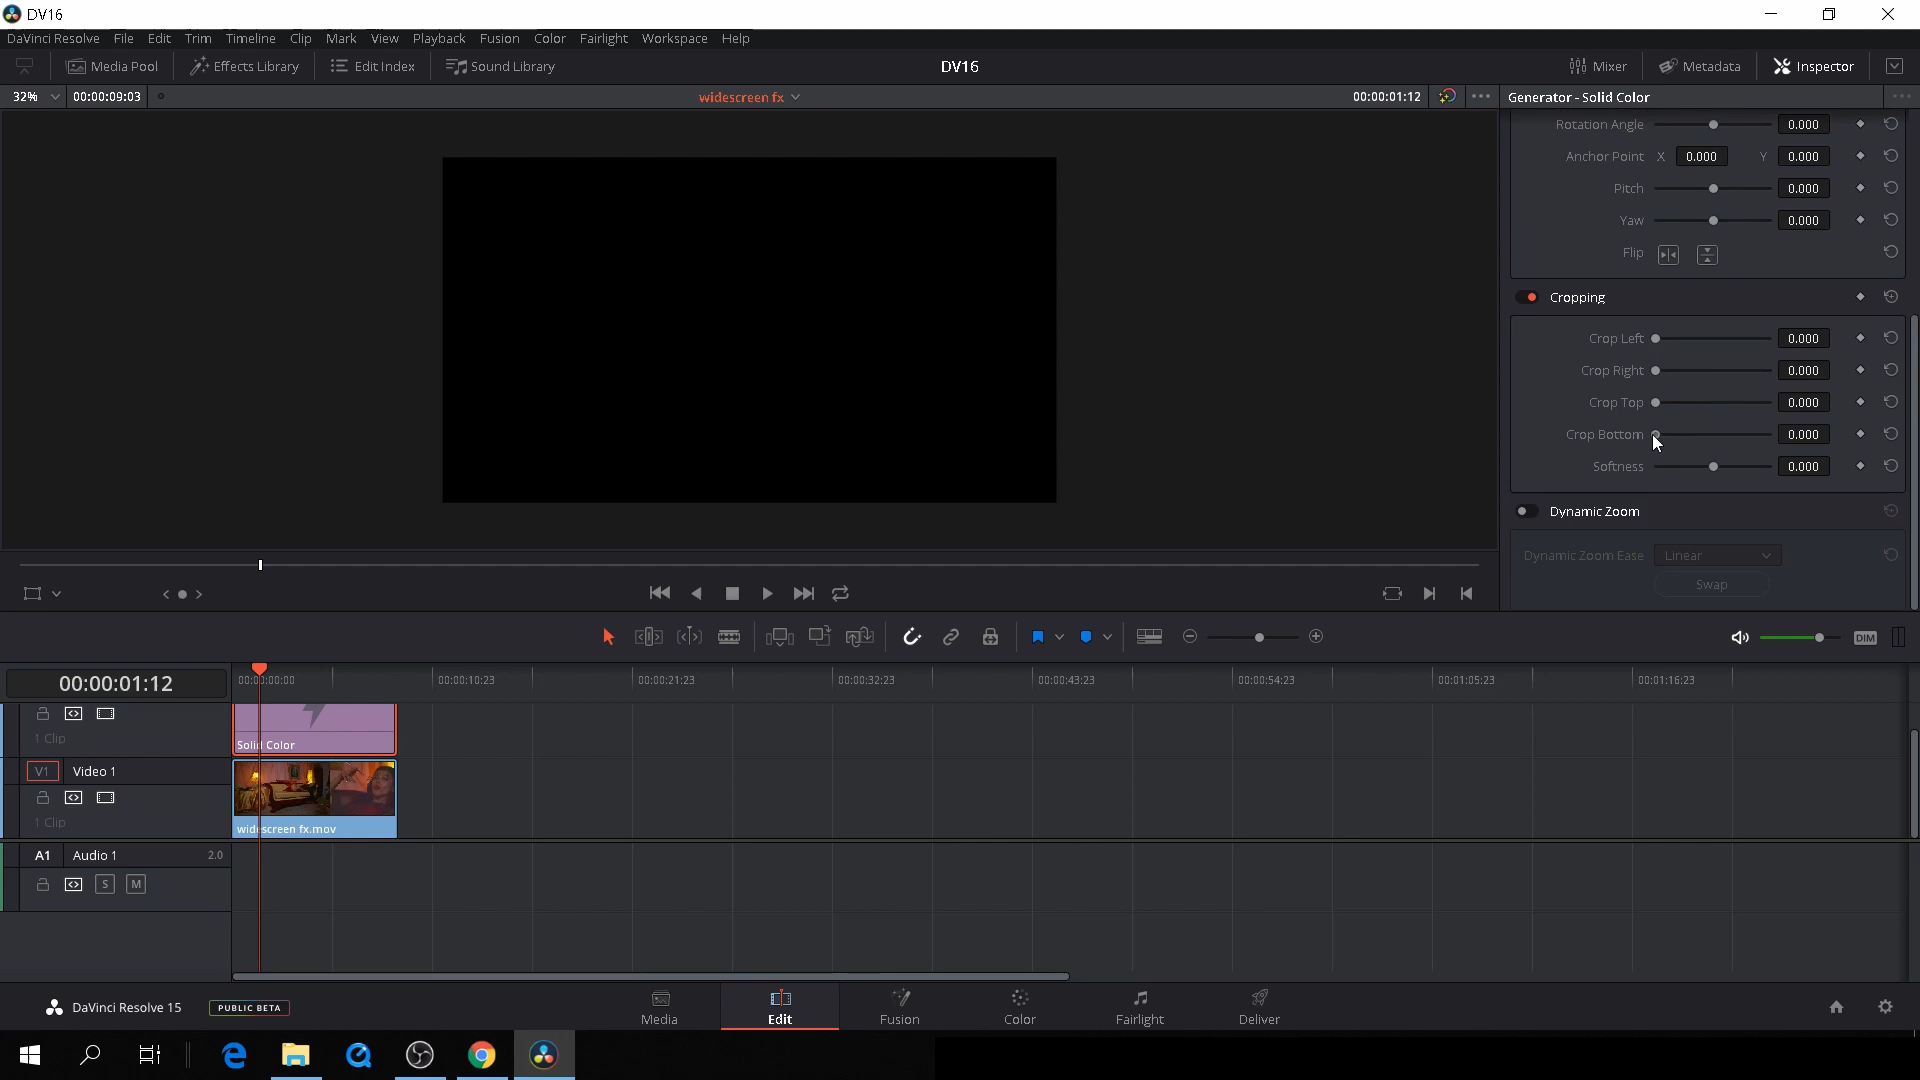 DV16
DaVinci Resolve File Edit Trim Timeline Clip Mark View Playback Fusion Color Fairlight Workspace Help
Media Pool Effects Library Edit Index Sound Library DV16 Mixer Metadata Inspector
32% 00:00:09:03 widescreen fx 00:00:01:12 Generator - Solid Color
Rotation Angle 0.000
Anchor Point X 0.000 Y 0.000
Pitch 0.000
Yaw 0.000
Flip
Cropping
Crop Left 0.000
Crop Right 0.000
Crop Top 0.000
Crop Bottom 0.000
Softness 0.000
Dynamic Zoom
Dynamic Zoom Ease Linear
Swap
DIM
00:00:01:12 00:00:00:00 00:00:10:23 00:00:21:23 00:00:32:23 00:00:43:23 00:00:54:23 00:01:05:23 00:01:16:23
1 Clip
Solid Color
V1 Video 1
1 Clip
widescreen fx.mov
A1 Audio 1 2.0
S M
DaVinci Resolve 15 PUBLIC BETA
Media Edit Fusion Color Fairlight Deliver